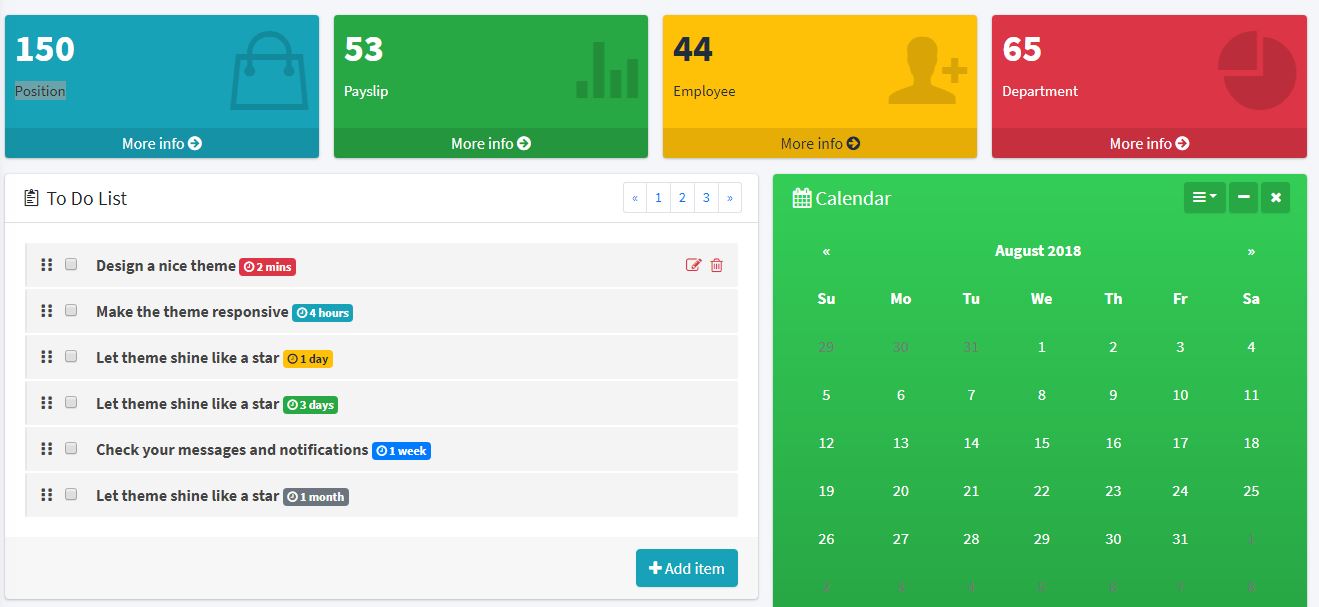 150
Position
More info
53
Payslip
More info
44
Employee
More info
65
Department
More info
To Do List
« 1 2 3 »
Design a nice theme 2 mins
Make the theme responsive 4 hours
Let theme shine like a star 1 day
Let theme shine like a star 3 days
Check your messages and notifications 1 week
Let theme shine like a star 1 month
Add item
Calendar
« August 2018 »
Su Mo Tu We Th Fr Sa
29 30 31 1 2 3 4
5 6 7 8 9 10 11
12 13 14 15 16 17 18
19 20 21 22 23 24 25
26 27 28 29 30 31 1
2 3 4 5 6 7 8